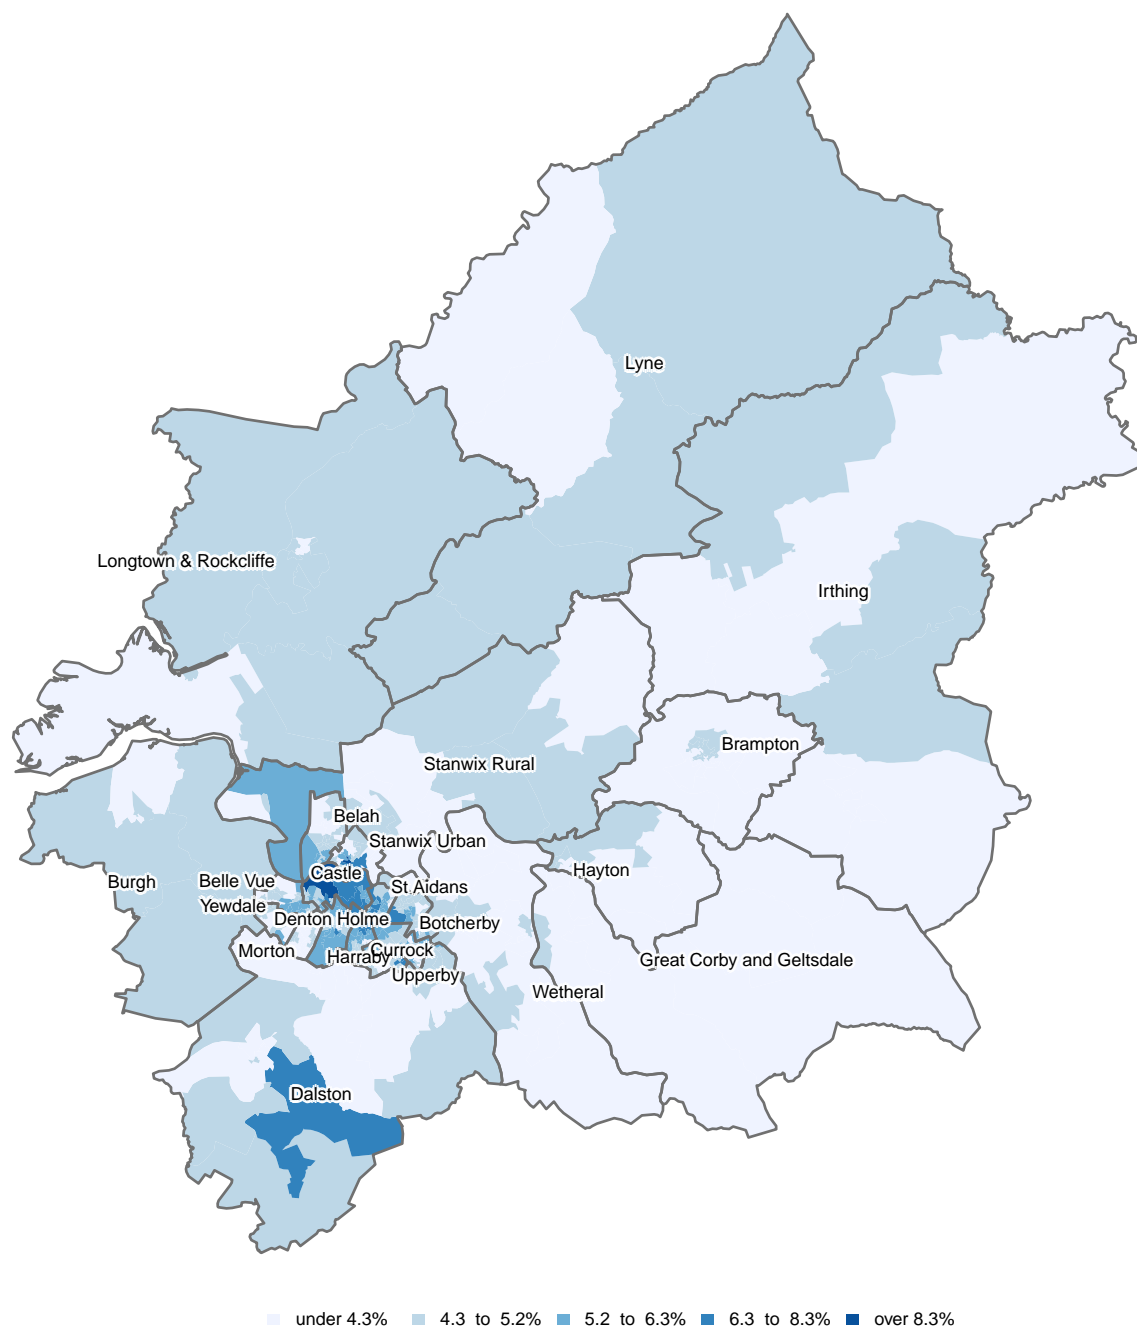 Lyne
Longtown & Rockcliffe
Irthing
Brampton
Stanwix Rural
Belah
Stanwix Urban
Hayton
Castle
Belle Vue
Burgh
St Aidans
Yewdale
Denton Holme
Botcherby
Morton
Currock
Harraby
Great Corby and Geltsdale
Upperby
Wetheral
Dalston
under 4.3% 4.3 to 5.2% 5.2 to 6.3% 6.3 to 8.3% over 8.3%